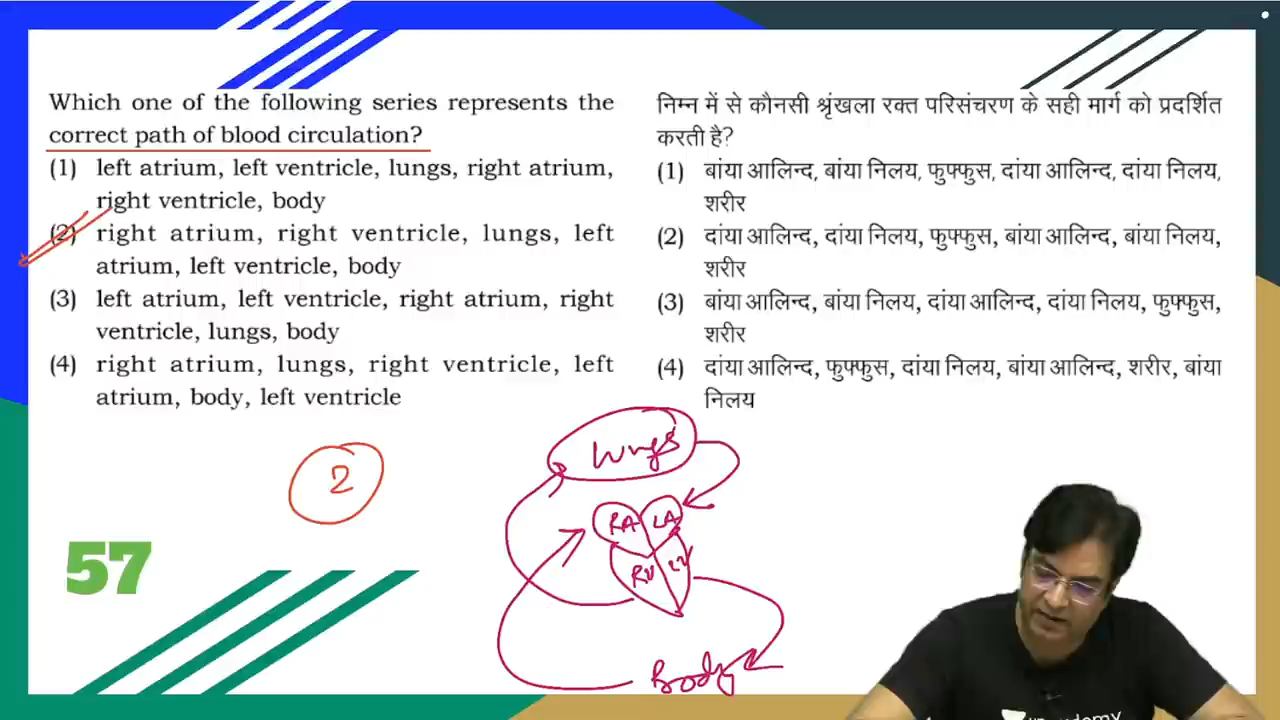 Which one of the following series represents the
correct path of blood circulation?
(1) left atrium, left ventricle, lungs, right atrium,
right ventricle, body
(2) right atrium, right ventricle, lungs, left
atrium, left ventricle, body
(3) left atrium, left ventricle, right atrium, right
ventricle, lungs, body
(4) right atrium, lungs, right ventricle, left
atrium, body, left ventricle
निम्न में से कौनसी श्रृंखला रक्त परिसंचरण के सही मार्ग को प्रदर्शित
करती है?
(1) बांया आलिन्द, बांया निलय, फुफ्फुस, दांया आलिन्द, दांया निलय,
शरीर
(2) दांया आलिन्द, दांया निलय, फुफ्फुस, बांया आलिन्द, बांया निलय,
शरीर
(3) बांया आलिन्द, बांया निलय, दांया आलिन्द, दांया निलय, फुफ्फुस,
शरीर
(4) दांया आलिन्द, फुफ्फुस, दांया निलय, बांया आलिन्द, शरीर, बांया
निलय
2
Lungs
RA LA
RV LV
Body
57